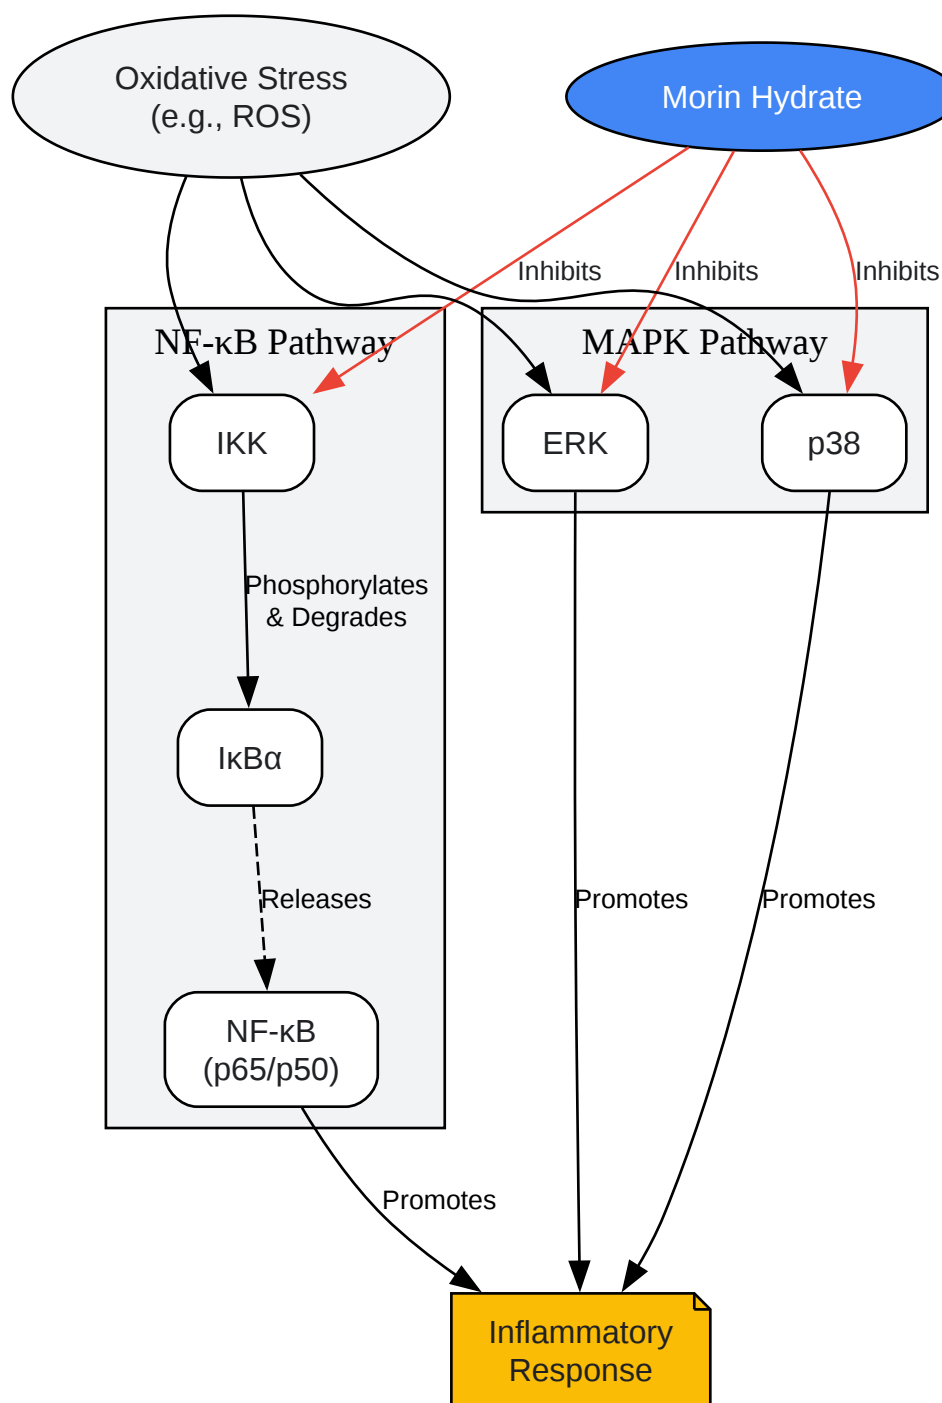 Oxidative Stress
(e.g., ROS)
Morin Hydrate
Inhibits
Inhibits
Inhibits
NF-κB Pathway
MAPK Pathway
IKK
ERK
p38
Phosphorylates
& Degrades
IκBα
Releases
Promotes
Promotes
NF-κB
(p65/p50)
Promotes
Inflammatory
Response